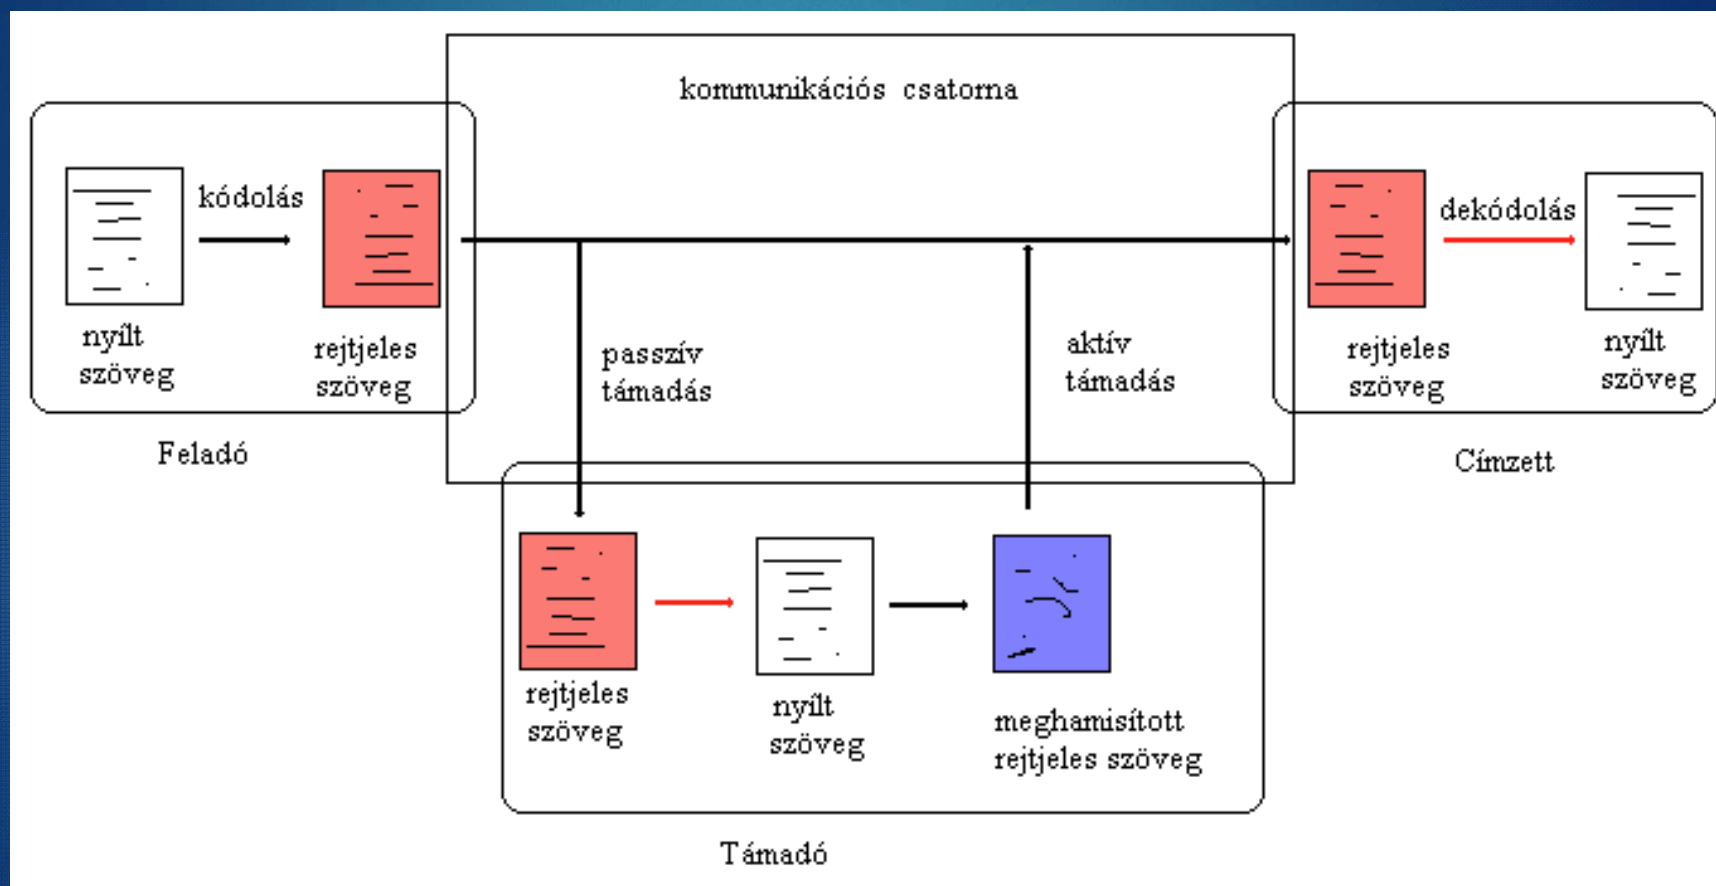 kommunikációs csatorna
kódolás
nyílt
szöveg
rejtjeles
szöveg
Feladó
passzív
támadás
aktív
támadás
dekódolás
rejtjeles
szöveg
nyílt
szöveg
Címzett
rejtjeles
szöveg
nyílt
szöveg
meghamisított
rejtjeles szöveg
Támadó